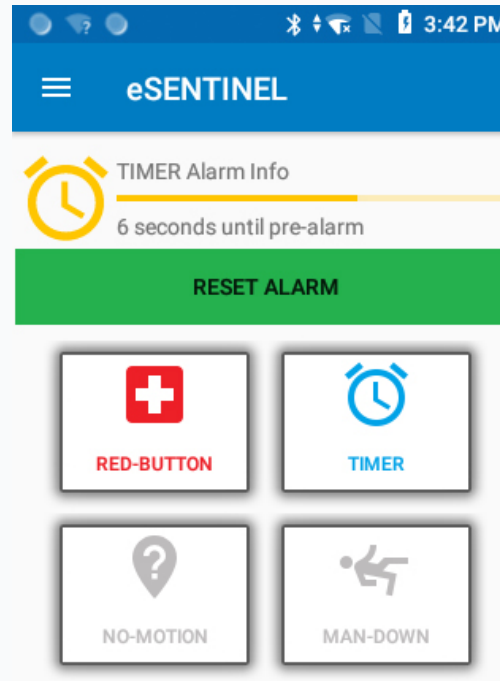 3:42 PM
eSENTINEL
TIMER Alarm Info
6 seconds until pre-alarm
RESET ALARM
RED-BUTTON
TIMER
NO-MOTION
MAN-DOWN